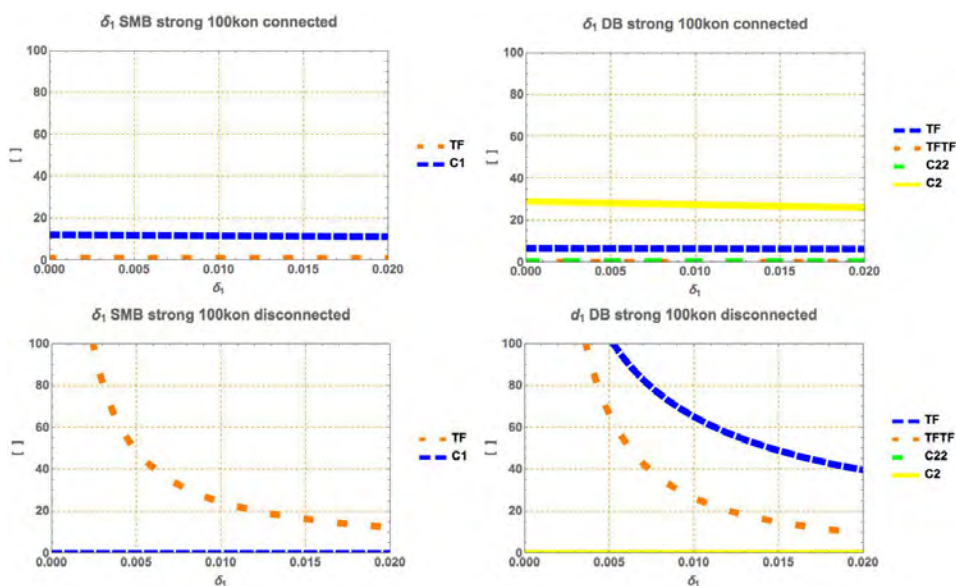 δ₁ SMB strong 100kon connected
100
80
60
40
20
0
[ ]
0.000 0.005 0.010 0.015 0.020
δ₁
TF
C1
δ₁ DB strong 100kon connected
100
80
60
40
20
0
[ ]
0.000 0.005 0.010 0.015 0.020
δ₁
TF
TFTF
C22
C2
δ₁ SMB strong 100kon disconnected
100
80
60
40
20
0
[ ]
0.000 0.005 0.010 0.015 0.020
δ₁
TF
C1
d₁ DB strong 100kon disconnected
100
80
60
40
20
0
[ ]
0.000 0.005 0.010 0.015 0.020
δ₁
TF
TFTF
C22
C2